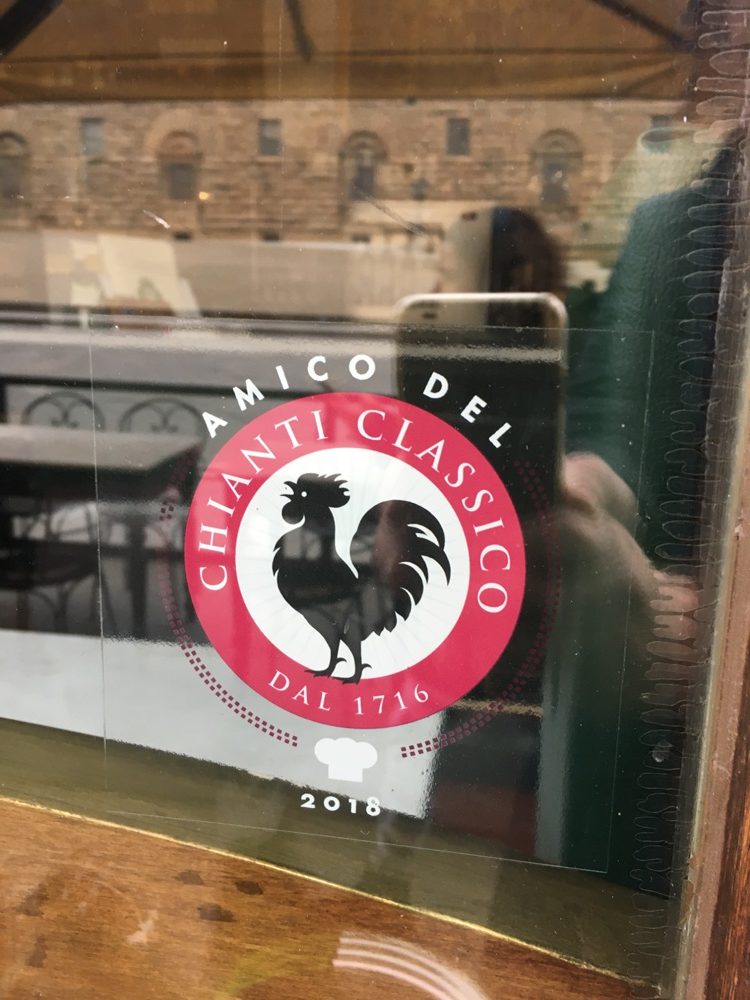 AMICO DEL
CHIANTI CLASSICO
DAL 1716
2018